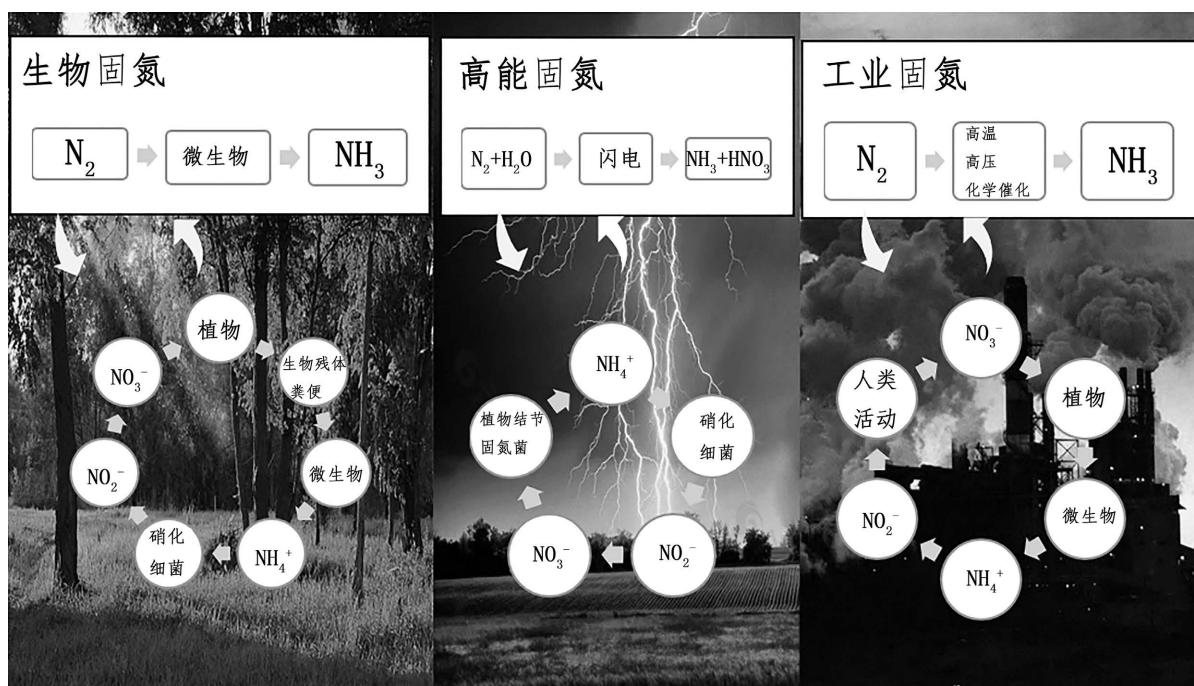 生物固氮
N₂
微生物
NH₃
植物
生物残体
粪便
微生物
NH₄⁺
硝化
细菌
NO₂⁻
NO₃⁻
高能固氮
N₂+H₂O
闪电
NH₃+HNO₃
NH₄⁺
硝化
细菌
NO₂⁻
NO₃⁻
植物结节
固氮菌
工业固氮
N₂
高温
高压
化学催化
NH₃
NO₃⁻
植物
微生物
NH₄⁺
NO₂⁻
人类
活动